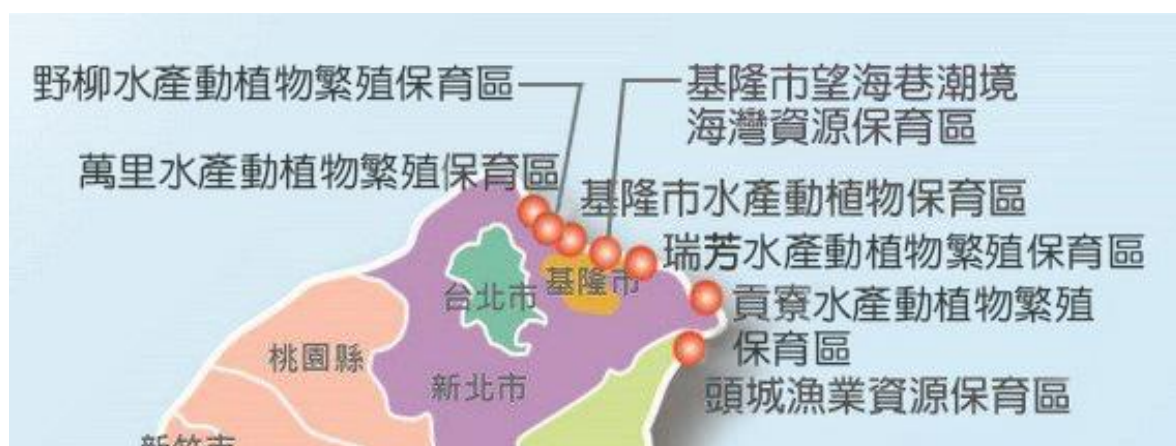 野柳水產動植物繁殖保育區
基隆市望海巷潮境
海灣資源保育區
萬里水產動植物繁殖保育區
基隆市水產動植物保育區
瑞芳水產動植物繁殖保育區
基隆市
台北市
貢寮水產動植物繁殖
保育區
桃園縣
新北市
頭城漁業資源保育區
新竹市